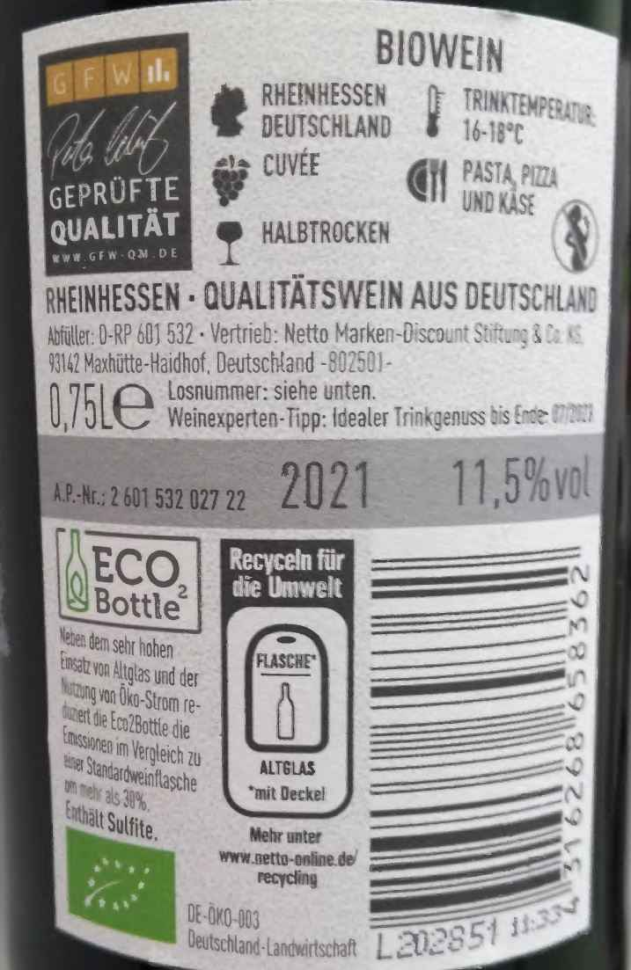 BIOWEIN
GFW
GEPRÜFTE
QUALITÄT
WWW.GFW-QM.DE
RHEINHESSEN
DEUTSCHLAND
CUVÉE
HALBTROCKEN
TRINKTEMPERATUR:
16-18°C
PASTA, PIZZA
UND KÄSE
RHEINHESSEN · QUALITÄTSWEIN AUS DEUTSCHLAND
Abfüller: D-RP 601 532 · Vertrieb: Netto Marken-Discount Stiftung & Co. KG,
93142 Maxhütte-Haidhof, Deutschland -802501-
0,75L℮
Losnummer: siehe unten.
Weinexperten-Tipp: Idealer Trinkgenuss bis Ende: 07/2023
A.P.-Nr.: 2 601 532 027 22 2021 11,5%vol
ECO2
Bottle
Neben dem sehr hohen
Einsatz von Altglas und der
Nutzung von Öko-Strom re-
duziert die Eco2Bottle die
Emissionen im Vergleich zu
einer Standardweinflasche
um mehr als 30%.
Enthält Sulfite.
Recyceln für
die Umwelt
FLASCHE*
ALTGLAS
*mit Deckel
Mehr unter
www.netto-online.de/
recycling
DE-ÖKO-003
Deutschland-Landwirtschaft
4316268658362
L202851 11:33